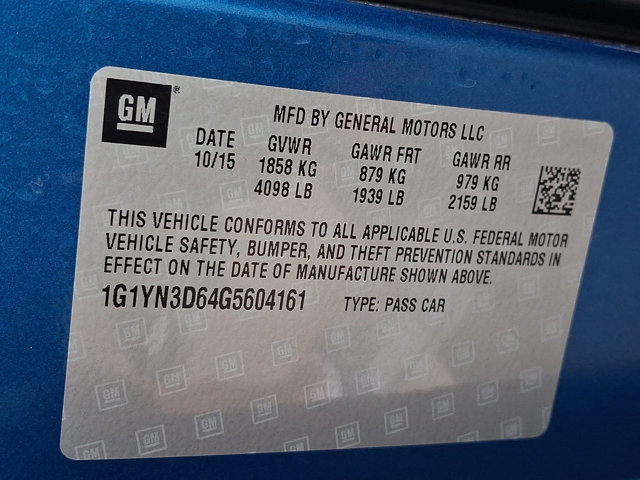 GM®
MFD BY GENERAL MOTORS LLC
DATE GVWR GAWR FRT GAWR RR
10/15 1858 KG 879 KG 979 KG
4098 LB 1939 LB 2159 LB
THIS VEHICLE CONFORMS TO ALL APPLICABLE U.S. FEDERAL MOTOR
VEHICLE SAFETY, BUMPER, AND THEFT PREVENTION STANDARDS IN
EFFECT ON THE DATE OF MANUFACTURE SHOWN ABOVE.
1G1YN3D64G5604161 TYPE: PASS CAR